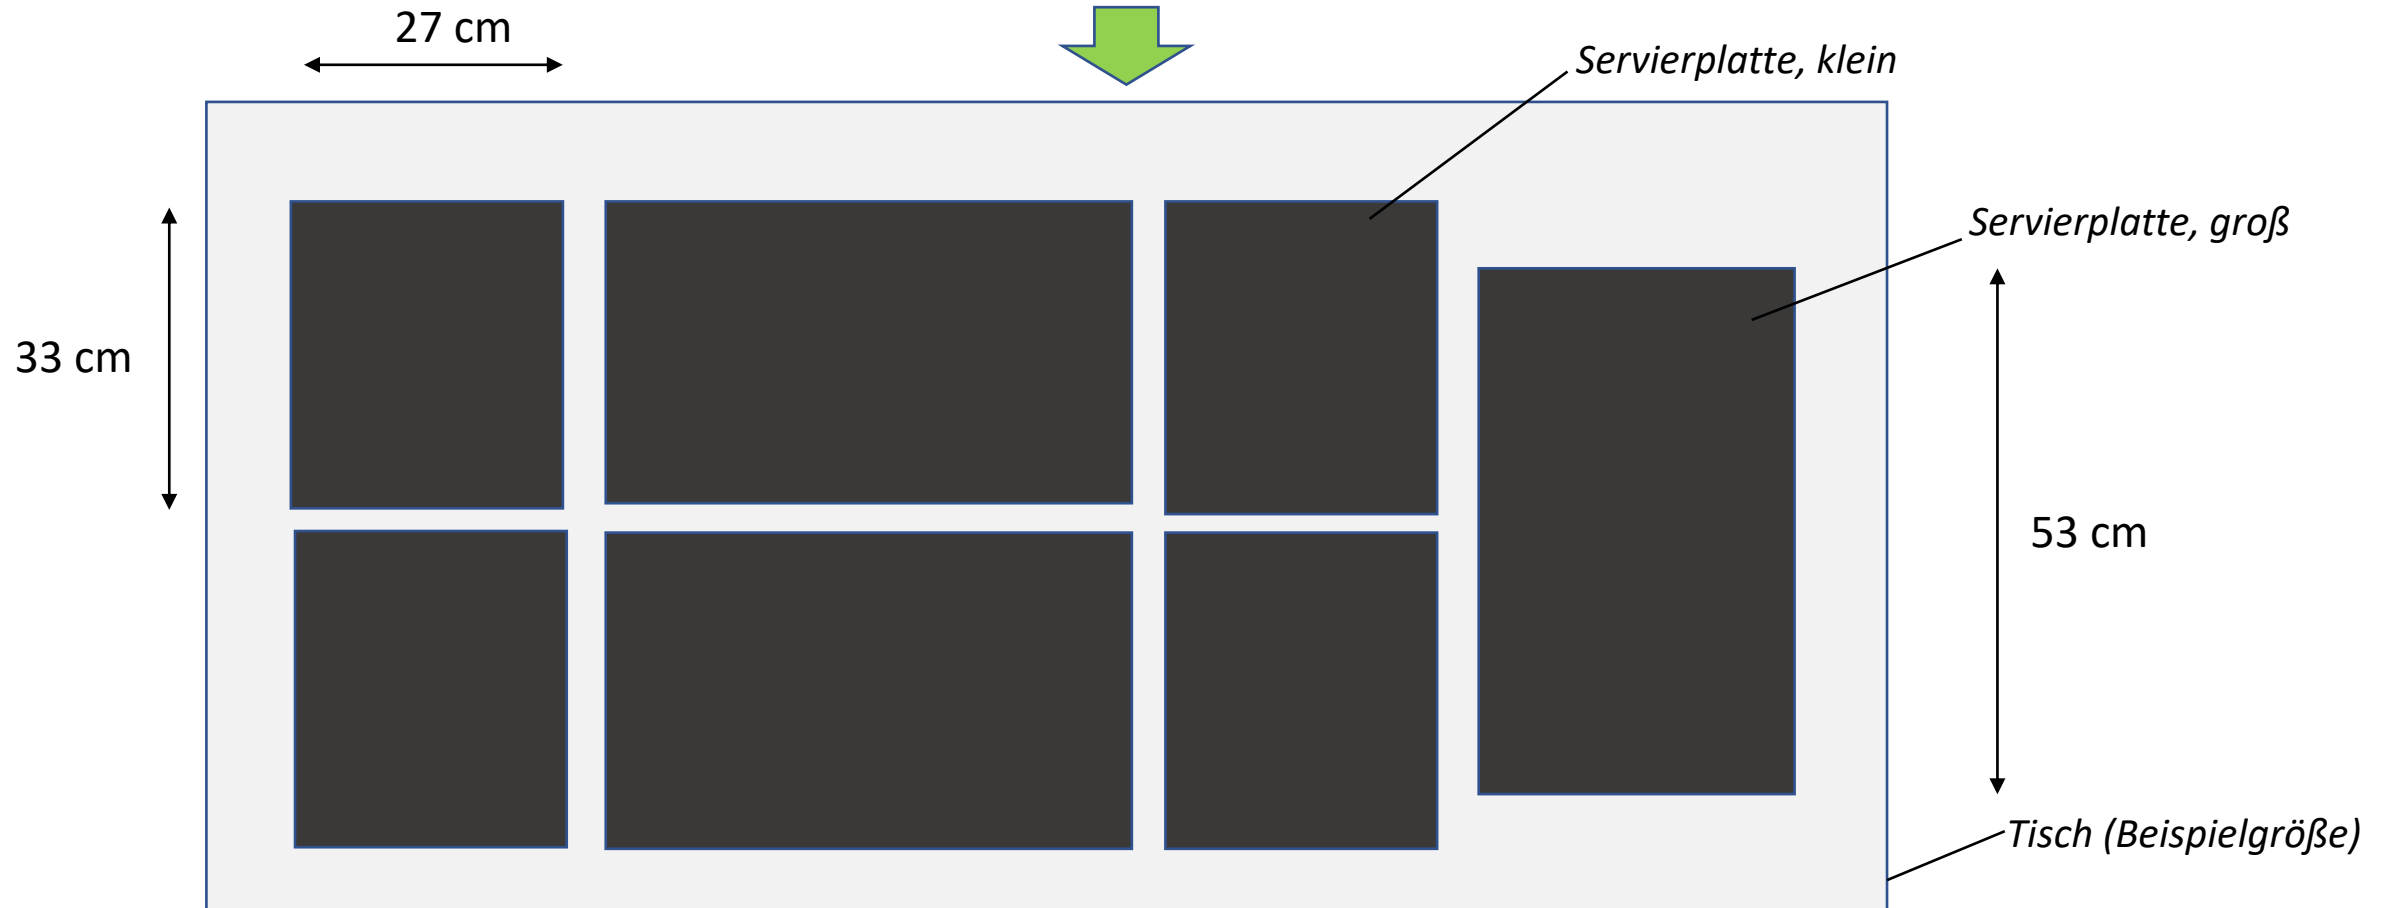 27 cm
Servierplatte, klein
Servierplatte, groß
33 cm
53 cm
Tisch (Beispielgröße)